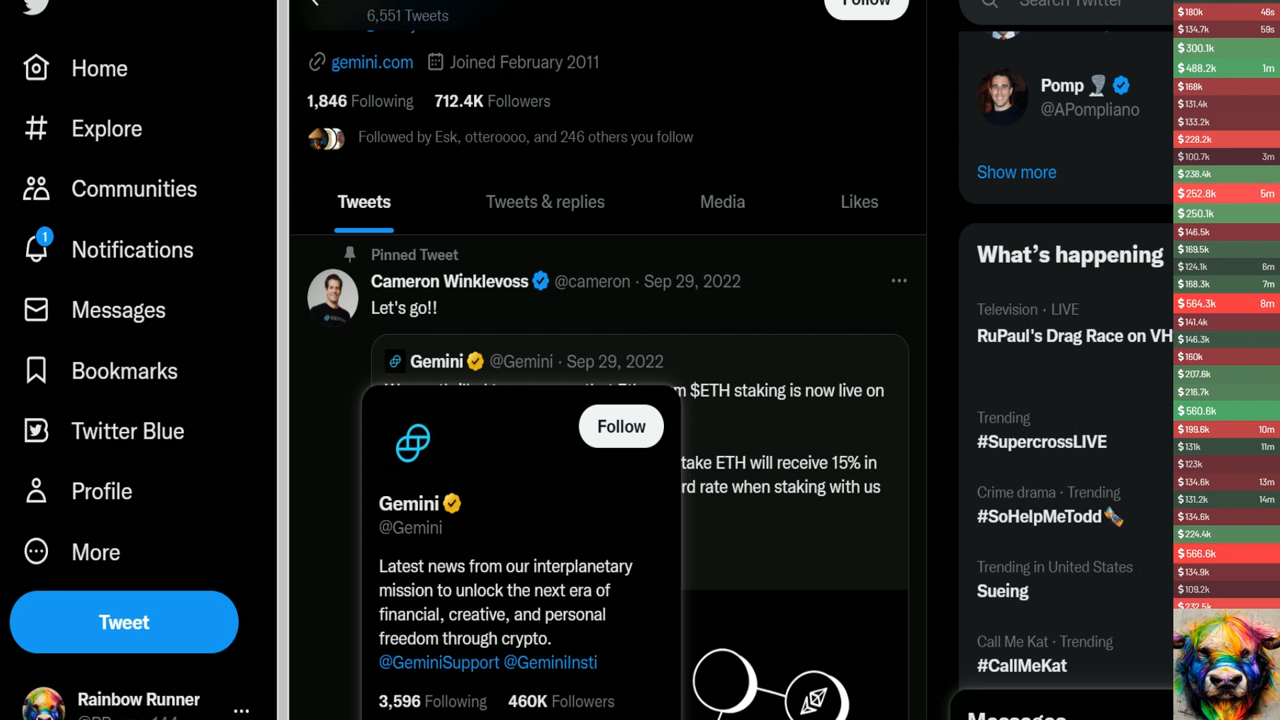 Home
Explore
Communities
1
Notifications
Messages
Bookmarks
Twitter Blue
Profile
More
Tweet
Rainbow Runner
6,551 Tweets
Follow
gemini.com Joined February 2011
1,846 Following 712.4K Followers
Followed by Esk, otteroooo, and 246 others you follow
Tweets Tweets & replies Media Likes
Pinned Tweet
Cameron Winklevoss @cameron · Sep 29, 2022
Let's go!!
Gemini @Gemini · Sep 29, 2022
m $ETH staking is now live on
take ETH will receive 15% in
rd rate when staking with us
Follow
Gemini
@Gemini
Latest news from our interplanetary
mission to unlock the next era of
financial, creative, and personal
freedom through crypto.
@GeminiSupport @GeminiInsti
3,596 Following 460K Followers
Search Twitter
Pomp
@APompliano
Show more
What's happening
Television · LIVE
RuPaul's Drag Race on VH
Trending
#SupercrossLIVE
Crime drama · Trending
#SoHelpMeTodd
Trending in United States
Sueing
Call Me Kat · Trending
#CallMeKat
Messages
$180k 46s
$134.7k 59s
$300.1k
$488.2k 1m
$168k
$131.4k
$133.2k
$228.2k
$100.7k 3m
$238.4k
$252.8k 5m
$250.1k
$146.5k
$169.5k
$124.1k 6m
$168.3k 7m
$564.3k 8m
$141.4k
$146.3k
$160k
$207.6k
$216.7k
$560.6k
$199.6k 10m
$131k 11m
$123k
$134.6k 13m
$131.2k 14m
$134.6k
$224.4k
$566.6k
$134.9k
$109.2k
$232.5k